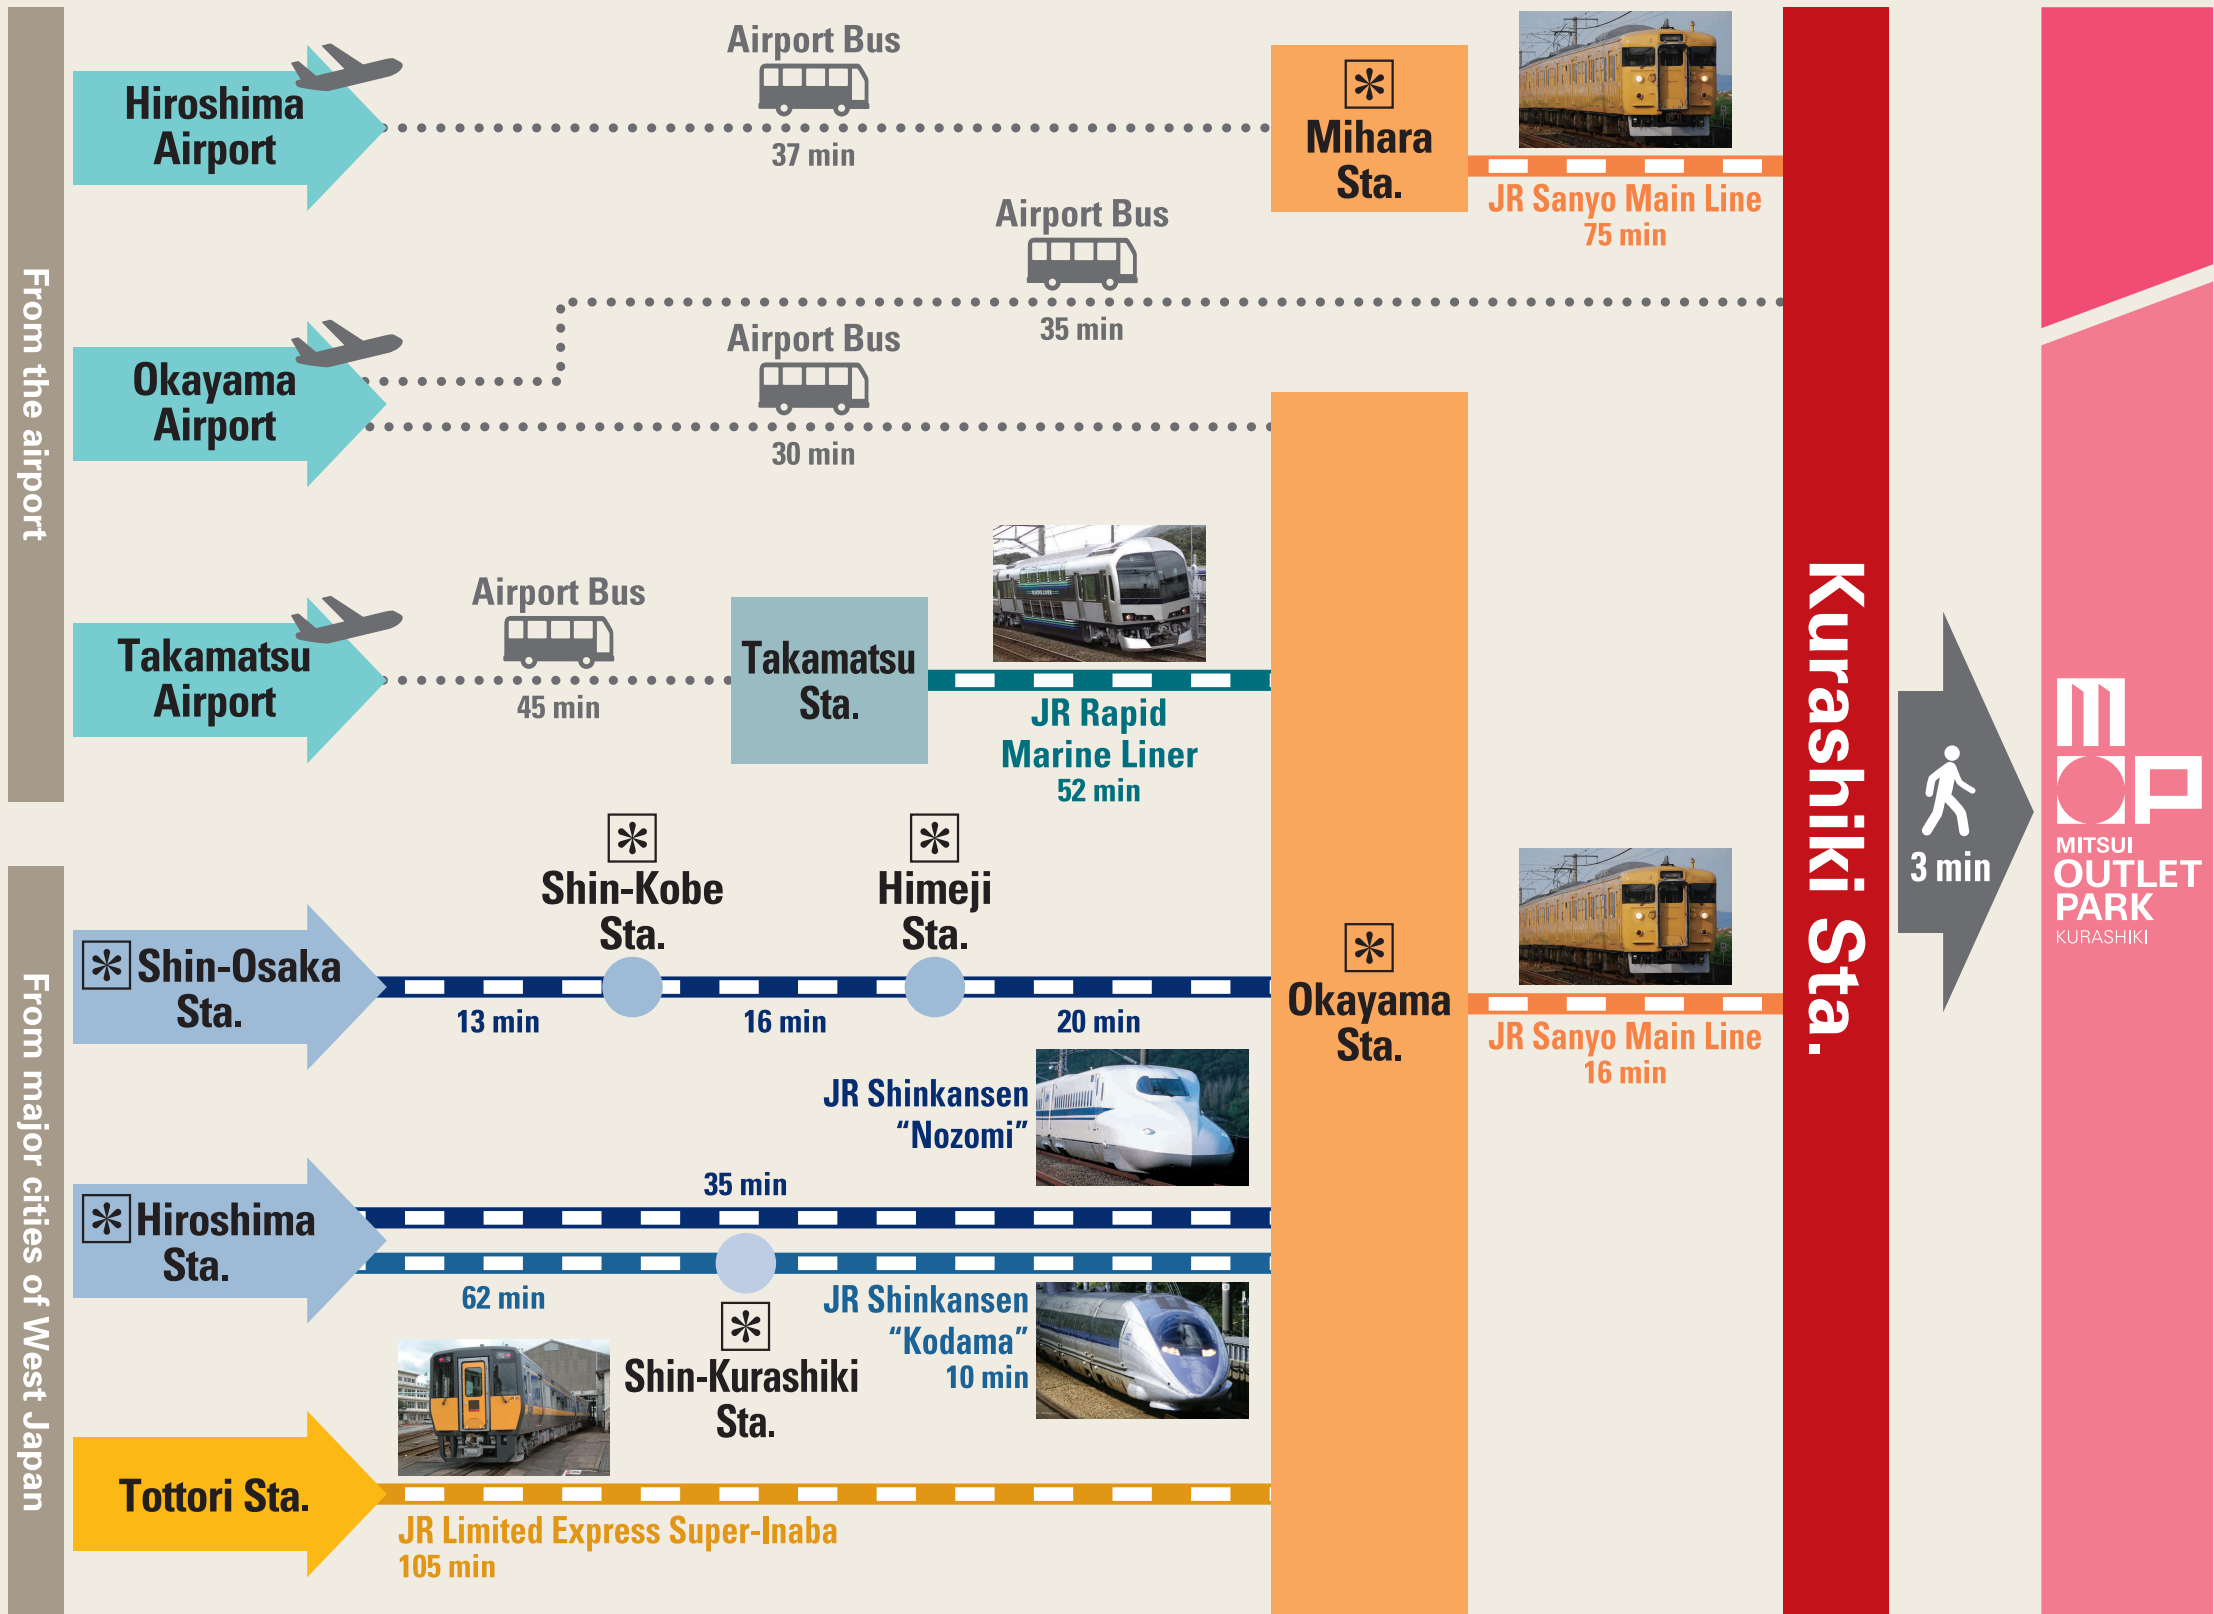 From the airport
Hiroshima
Airport
Airport Bus
37 min
*
Mihara
Sta.
JR Sanyo Main Line
75 min
Okayama
Airport
Airport Bus
35 min
Airport Bus
30 min
Takamatsu
Airport
Airport Bus
45 min
Takamatsu
Sta.
JR Rapid
Marine Liner
52 min
From major cities of West Japan
* Shin-Osaka
Sta.
13 min
*
Shin-Kobe
Sta.
16 min
*
Himeji
Sta.
20 min
JR Shinkansen
“Nozomi”
* Hiroshima
Sta.
35 min
62 min
*
Shin-Kurashiki
Sta.
JR Shinkansen
“Kodama”
10 min
Tottori Sta.
JR Limited Express Super-Inaba
105 min
*
Okayama
Sta.
JR Sanyo Main Line
16 min
Kurashiki Sta.
3 min
MOP
MITSUI
OUTLET
PARK
KURASHIKI